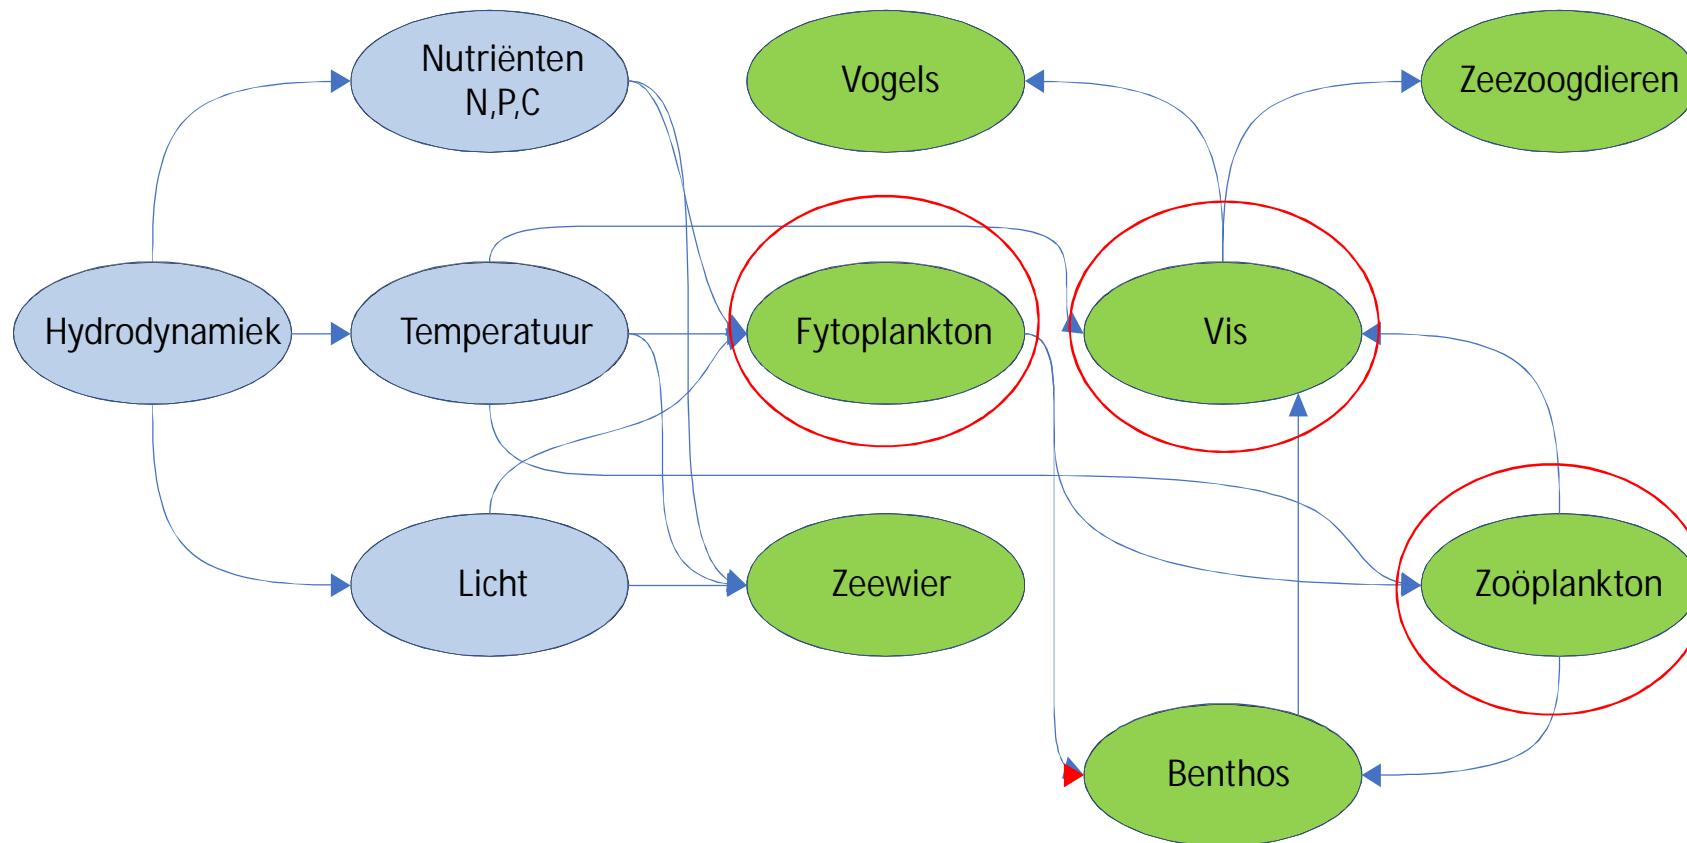 Nutriënten
N,P,C
Vogels
Zeezoogdieren
Hydrodynamiek
Temperatuur
Fytoplankton
Vis
Licht
Zeewier
Zoöplankton
Benthos